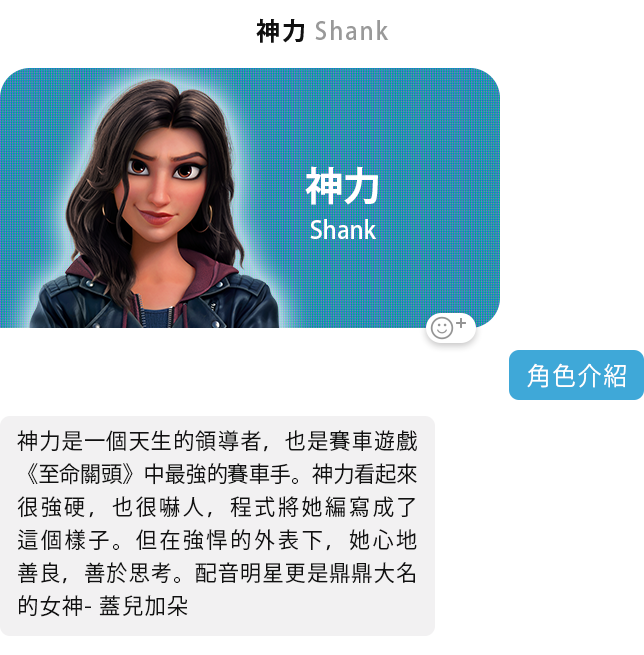 神力 Shank
神力
Shank
角色介紹
神力是一個天生的領導者，也是賽車遊戲
《至命關頭》中最強的賽車手。神力看起來
很強硬，也很嚇人，程式將她編寫成了
這個樣子。但在強悍的外表下，她心地
善良，善於思考。配音明星更是鼎鼎大名
的女神- 蓋兒加朵